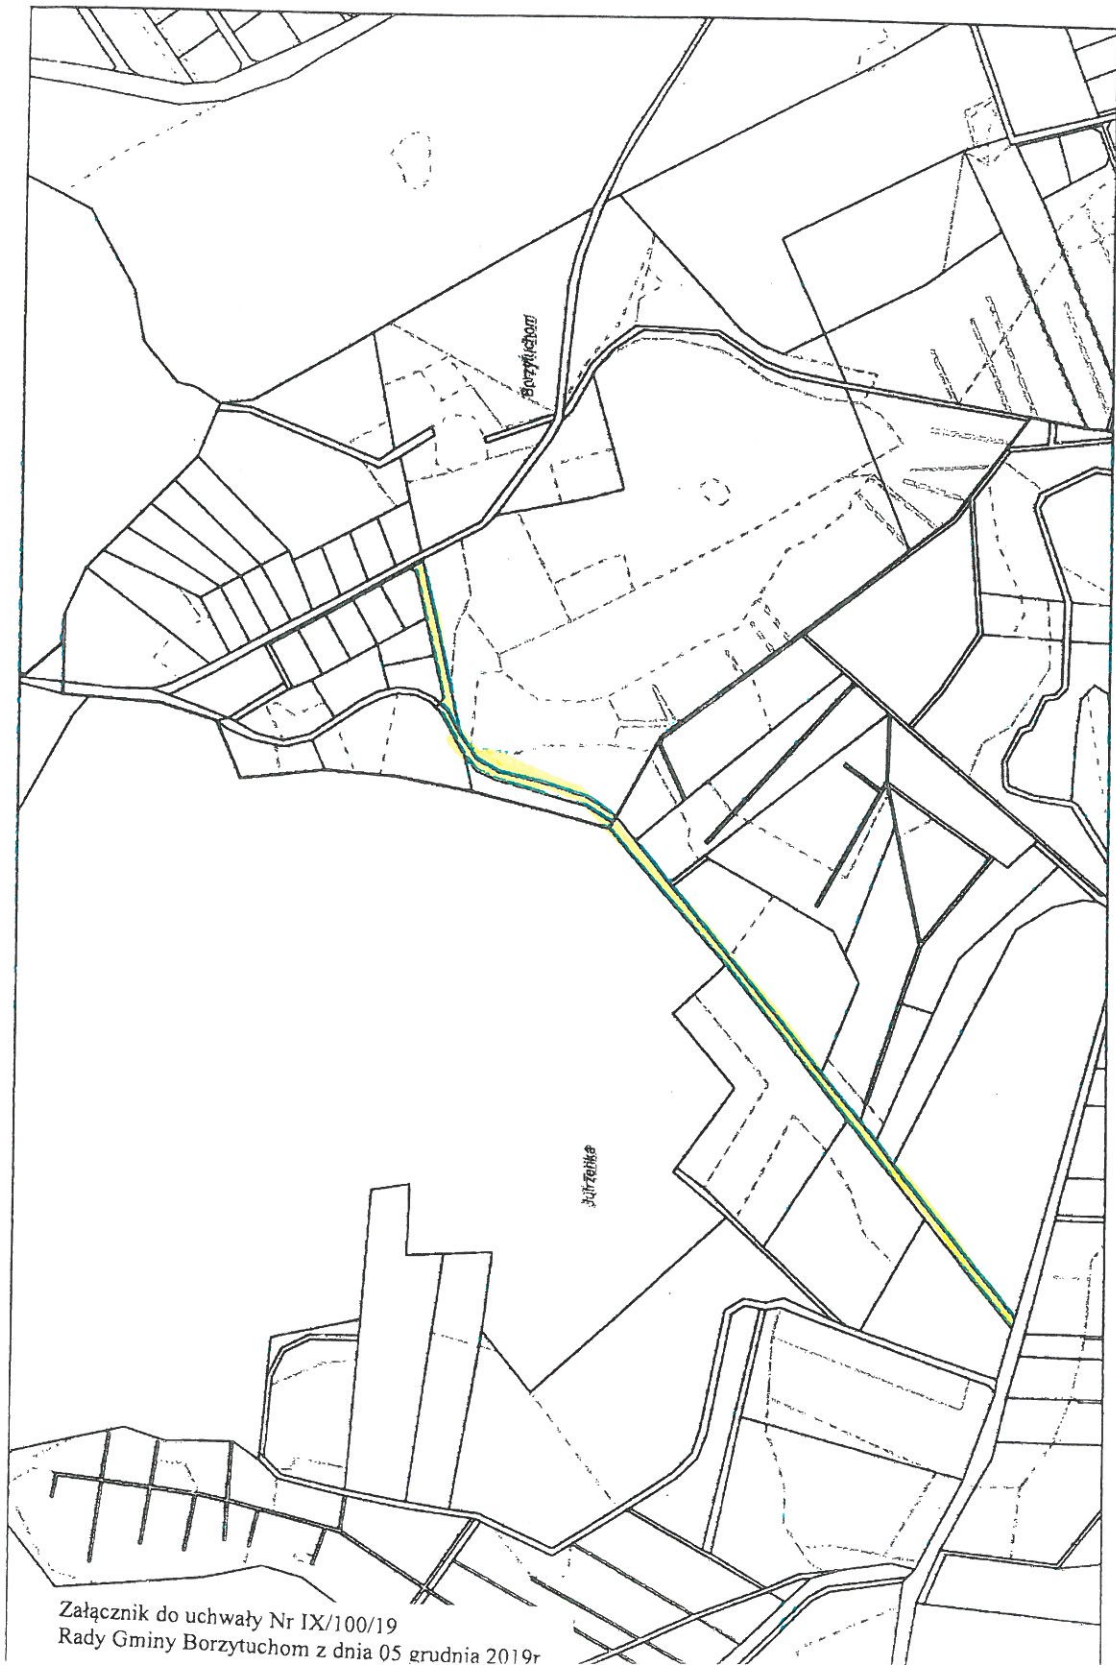 Borzytuchom
Jutrzenka
Załącznik do uchwały Nr IX/100/19
Rady Gminy Borzytuchom z dnia 05 grudnia 2019r